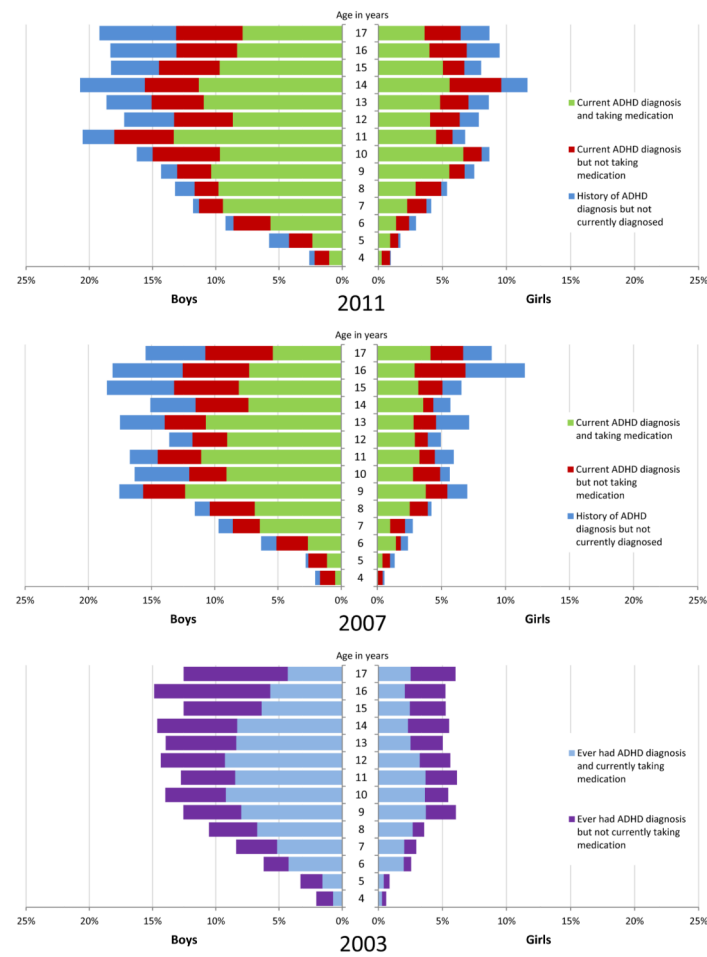 Age in years
17
16
15
14
13
12
11
10
9
8
7
6
5
4
Current ADHD diagnosis
and taking medication
Current ADHD diagnosis
but not taking
medication
History of ADHD
diagnosis but not
currently diagnosed
25% 20% 15% 10% 5% 0% 0% 5% 10% 15% 20% 25%
Boys Girls
2011
Age in years
17
16
15
14
13
12
11
10
9
8
7
6
5
4
Current ADHD diagnosis
and taking medication
Current ADHD diagnosis
but not taking
medication
History of ADHD
diagnosis but not
currently diagnosed
25% 20% 15% 10% 5% 0% 0% 5% 10% 15% 20% 25%
Boys Girls
2007
Age in years
17
16
15
14
13
12
11
10
9
8
7
6
5
4
Ever had ADHD diagnosis
and currently taking
medication
Ever had ADHD diagnosis
but not currently taking
medication
25% 20% 15% 10% 5% 0% 0% 5% 10% 15% 20% 25%
Boys Girls
2003